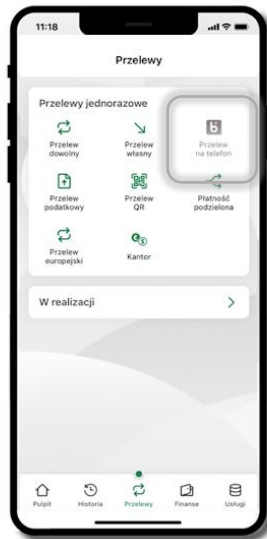 11:18
Przelewy
Przelewy jednorazowe
Przelew
dowolny
Przelew
własny
Przelew
na telefon
Przelew
podatkowy
Przelew
QR
Płatność
podzielona
Przelew
europejski
Kantor
W realizacji
Pulpit
Historia
Przelewy
Finanse
Usługi